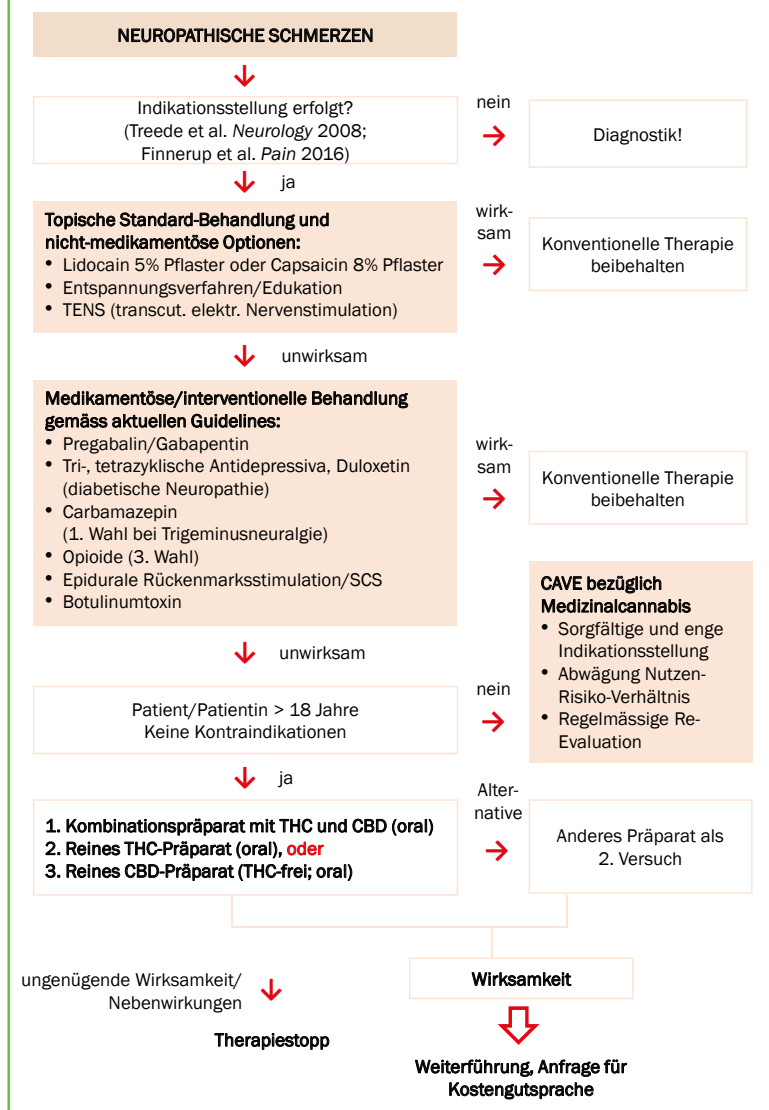 NEUROPATHISCHE SCHMERZEN
Indikationsstellung erfolgt?
(Treede et al. Neurology 2008;
Finnerup et al. Pain 2016)
nein
Diagnostik!
ja
Topische Standard-Behandlung und
nicht-medikamentöse Optionen:
• Lidocain 5% Pflaster oder Capsaicin 8% Pflaster
• Entspannungsverfahren/Edukation
• TENS (transcut. elektr. Nervenstimulation)
wirk-
sam
Konventionelle Therapie
beibehalten
unwirksam
Medikamentöse/interventionelle Behandlung
gemäss aktuellen Guidelines:
• Pregabalin/Gabapentin
• Tri-, tetrazyklische Antidepressiva, Duloxetin
(diabetische Neuropathie)
• Carbamazepin
(1. Wahl bei Trigeminusneuralgie)
• Opioide (3. Wahl)
• Epidurale Rückenmarksstimulation/SCS
• Botulinumtoxin
wirk-
sam
Konventionelle Therapie
beibehalten
unwirksam
Patient/Patientin > 18 Jahre
Keine Kontraindikationen
nein
CAVE bezüglich
Medizinalcannabis
• Sorgfältige und enge
Indikationsstellung
• Abwägung Nutzen-
Risiko-Verhältnis
• Regelmässige Re-
Evaluation
ja
1. Kombinationspräparat mit THC und CBD (oral)
2. Reines THC-Präparat (oral), oder
3. Reines CBD-Präparat (THC-frei; oral)
Alter-
native
Anderes Präparat als
2. Versuch
ungenügende Wirksamkeit/
Nebenwirkungen
Therapiestopp
Wirksamkeit
Weiterführung, Anfrage für
Kostengutsprache